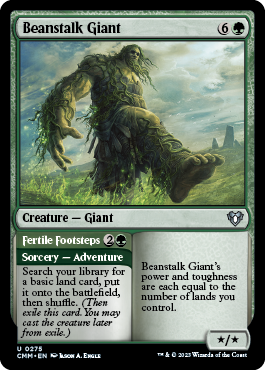 Beanstalk Giant 6
Creature — Giant
Fertile Footsteps 2
Sorcery — Adventure
Search your library for
a basic land card, put
it onto the battlefield,
then shuffle. (Then
exile this card. You may
cast the creature later
from exile.)
Beanstalk Giant's
power and toughness
are each equal to the
number of lands you
control.
*/*
U 0275
CMM • EN Jason A. Engle
™ & © 2023 Wizards of the Coast